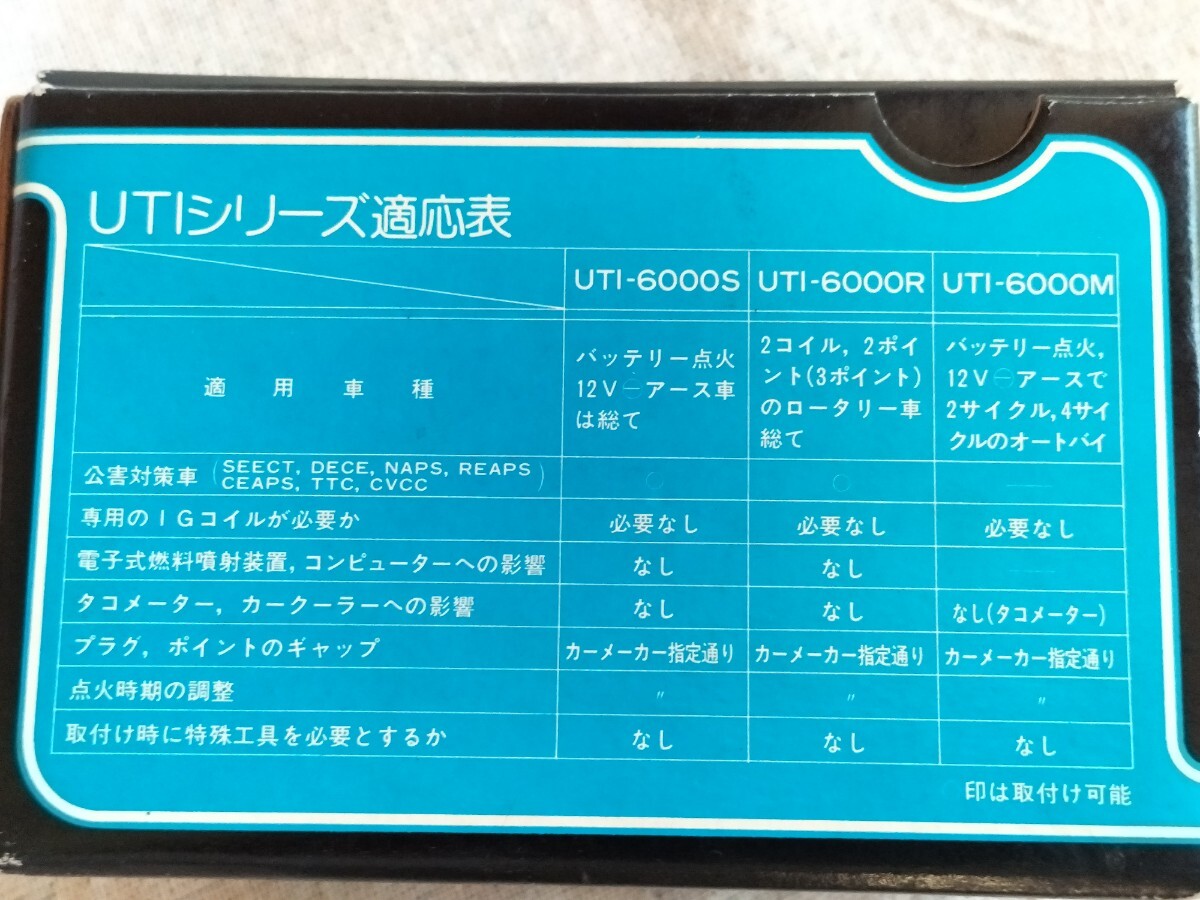 UTIシリーズ適応表
UTI-6000S UTI-6000R UTI-6000M
適用車種
バッテリー点火
12V⊖アース車
は総て
2コイル,2ポイ
ント(3ポイント)
のロータリー車
総て
バッテリー点火,
12V⊖アースで
2サイクル,4サイ
クルのオートバイ
公害対策車(SEECT, DECE, NAPS, REAPS
CEAPS, TTC, CVCC) ○ ○ —
専用のIGコイルが必要か 必要なし 必要なし 必要なし
電子式燃料噴射装置,コンピューターへの影響 なし なし —
タコメーター,カークーラーへの影響 なし なし なし(タコメーター)
プラグ,ポイントのギャップ カーメーカー指定通り カーメーカー指定通り カーメーカー指定通り
点火時期の調整 〃 〃 〃
取付け時に特殊工具を必要とするか なし なし なし
○印は取付け可能